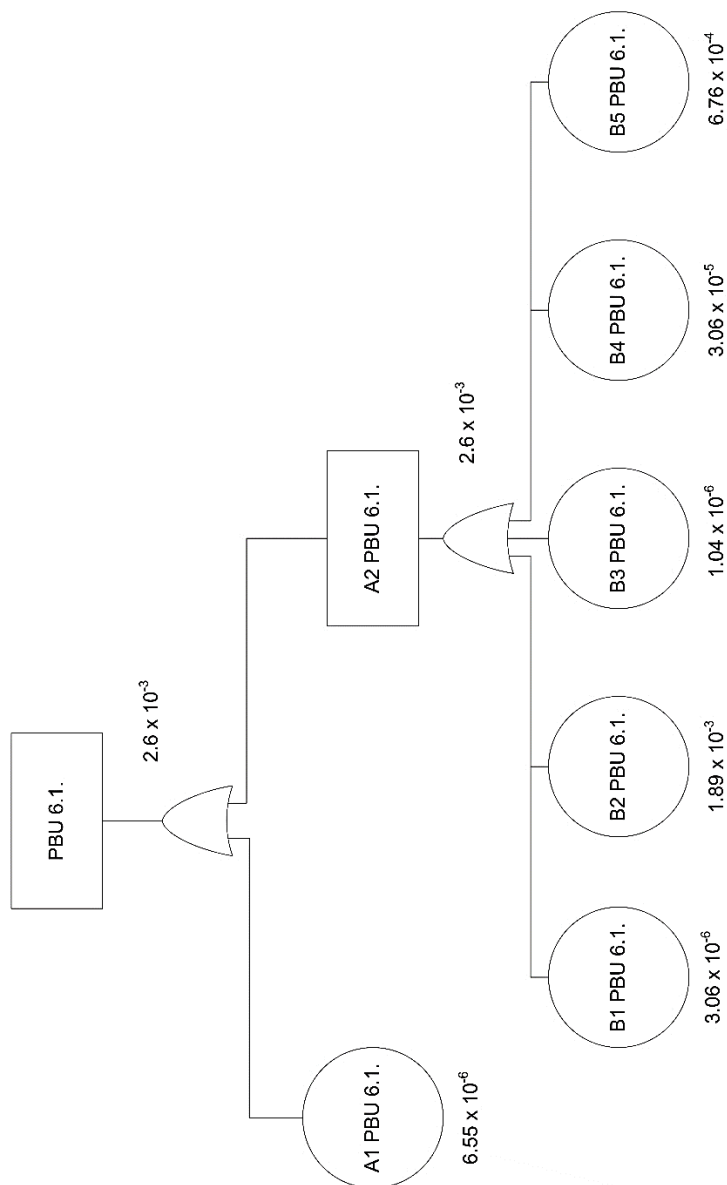 PBU 6.1.
2.6 x 10⁻³
A1 PBU 6.1.
6.55 x 10⁻⁶
A2 PBU 6.1.
2.6 x 10⁻³
B1 PBU 6.1.
3.06 x 10⁻⁶
B2 PBU 6.1.
1.89 x 10⁻³
B3 PBU 6.1.
1.04 x 10⁻⁶
B4 PBU 6.1.
3.06 x 10⁻⁵
B5 PBU 6.1.
6.76 x 10⁻⁴